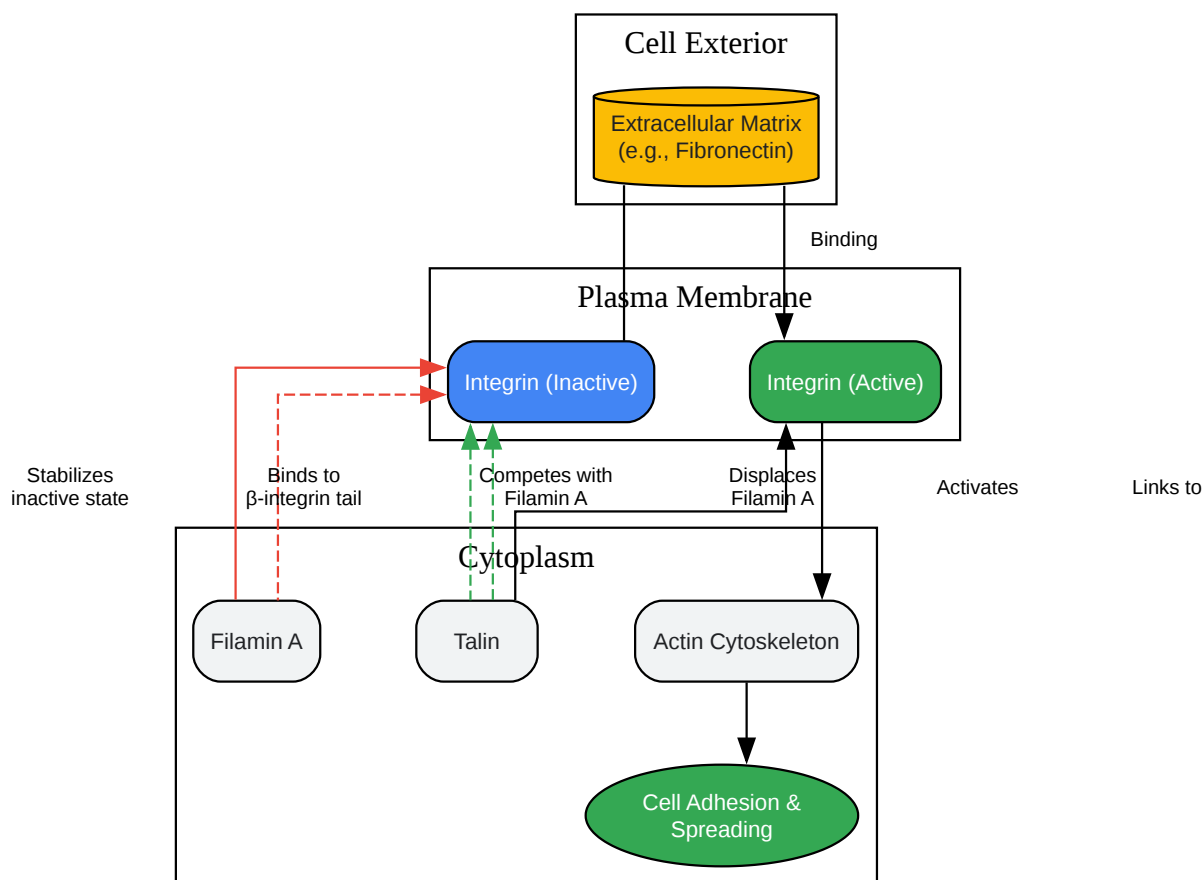 Cell Exterior
Extracellular Matrix
(e.g., Fibronectin)
Binding
Plasma Membrane
Integrin (Inactive)
Integrin (Active)
Stabilizes
inactive state
Binds to
β-integrin tail
Competes with
Filamin A
Displaces
Filamin A
Activates
Links to
Cytoplasm
Filamin A
Talin
Actin Cytoskeleton
Cell Adhesion &
Spreading